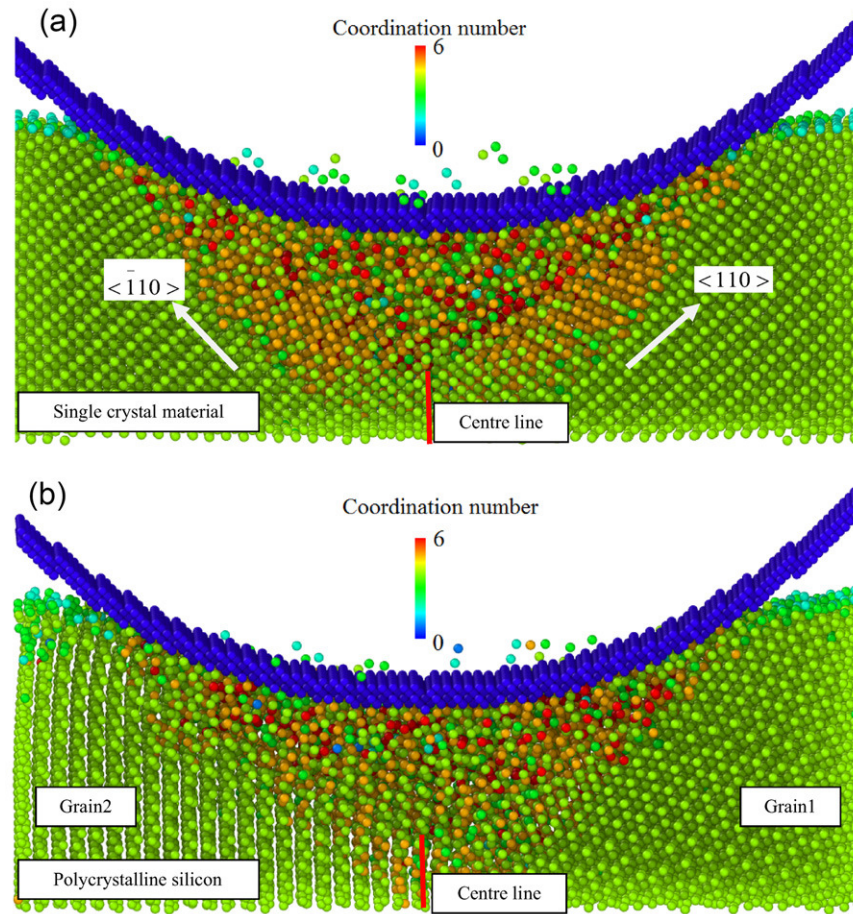 (a)
Coordination number
6
0
< 1̄10 >
< 110 >
Single crystal material
Centre line
(b)
Coordination number
6
0
Grain2
Grain1
Polycrystalline silicon
Centre line